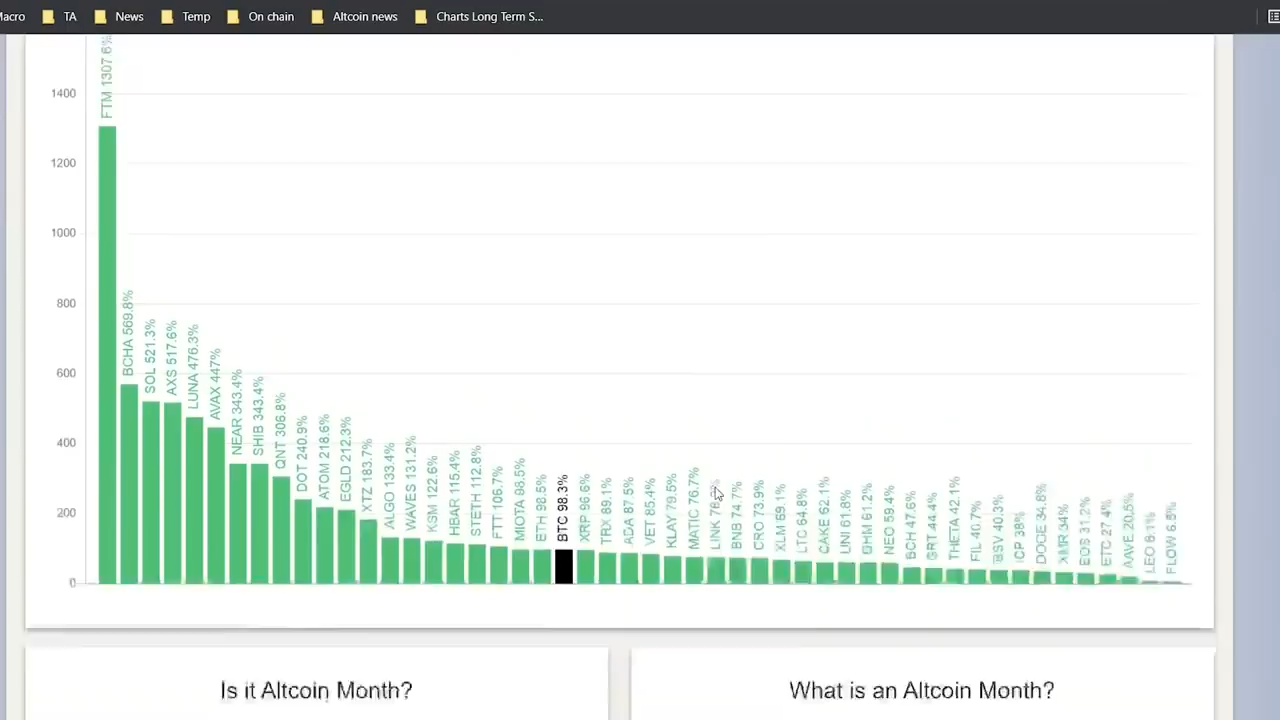 Macro TA News Temp On chain Altcoin news Charts Long Term S...
1400
1200
1000
800
600
400
200
0
FTM 1307.6%
BCHA 569.8%
SOL 521.3%
AXS 517.6%
LUNA 476.3%
AVAX 447%
NEAR 343.4%
SHIB 343.4%
QNT 306.8%
DOT 240.9%
ATOM 218.6%
EGLD 212.3%
XTZ 183.7%
ALGO 133.4%
WAVES 131.2%
KSM 122.6%
HBAR 115.4%
STETH 112.8%
FTT 106.7%
MIOTA 98.5%
ETH 98.5%
BTC 98.3%
XRP 96.6%
TRX 89.1%
ADA 87.5%
VET 85.4%
KLAY 79.5%
MATIC 76.7%
LINK
BNB 74.7%
CRO 73.9%
XLM 69.1%
LTC 64.8%
CAKE 62.1%
UNI 61.8%
OHM 61.2%
NEO 59.4%
BCH 47.6%
GRT 44.4%
THETA 42.1%
FIL 40.7%
BSV 40.3%
ICP 38%
DOGE 34.8%
XMR 34%
EOS 31.2%
ETC 27.4%
AAVE 20.5%
LEO 8.1%
FLOW 6.8%
Is it Altcoin Month?
What is an Altcoin Month?